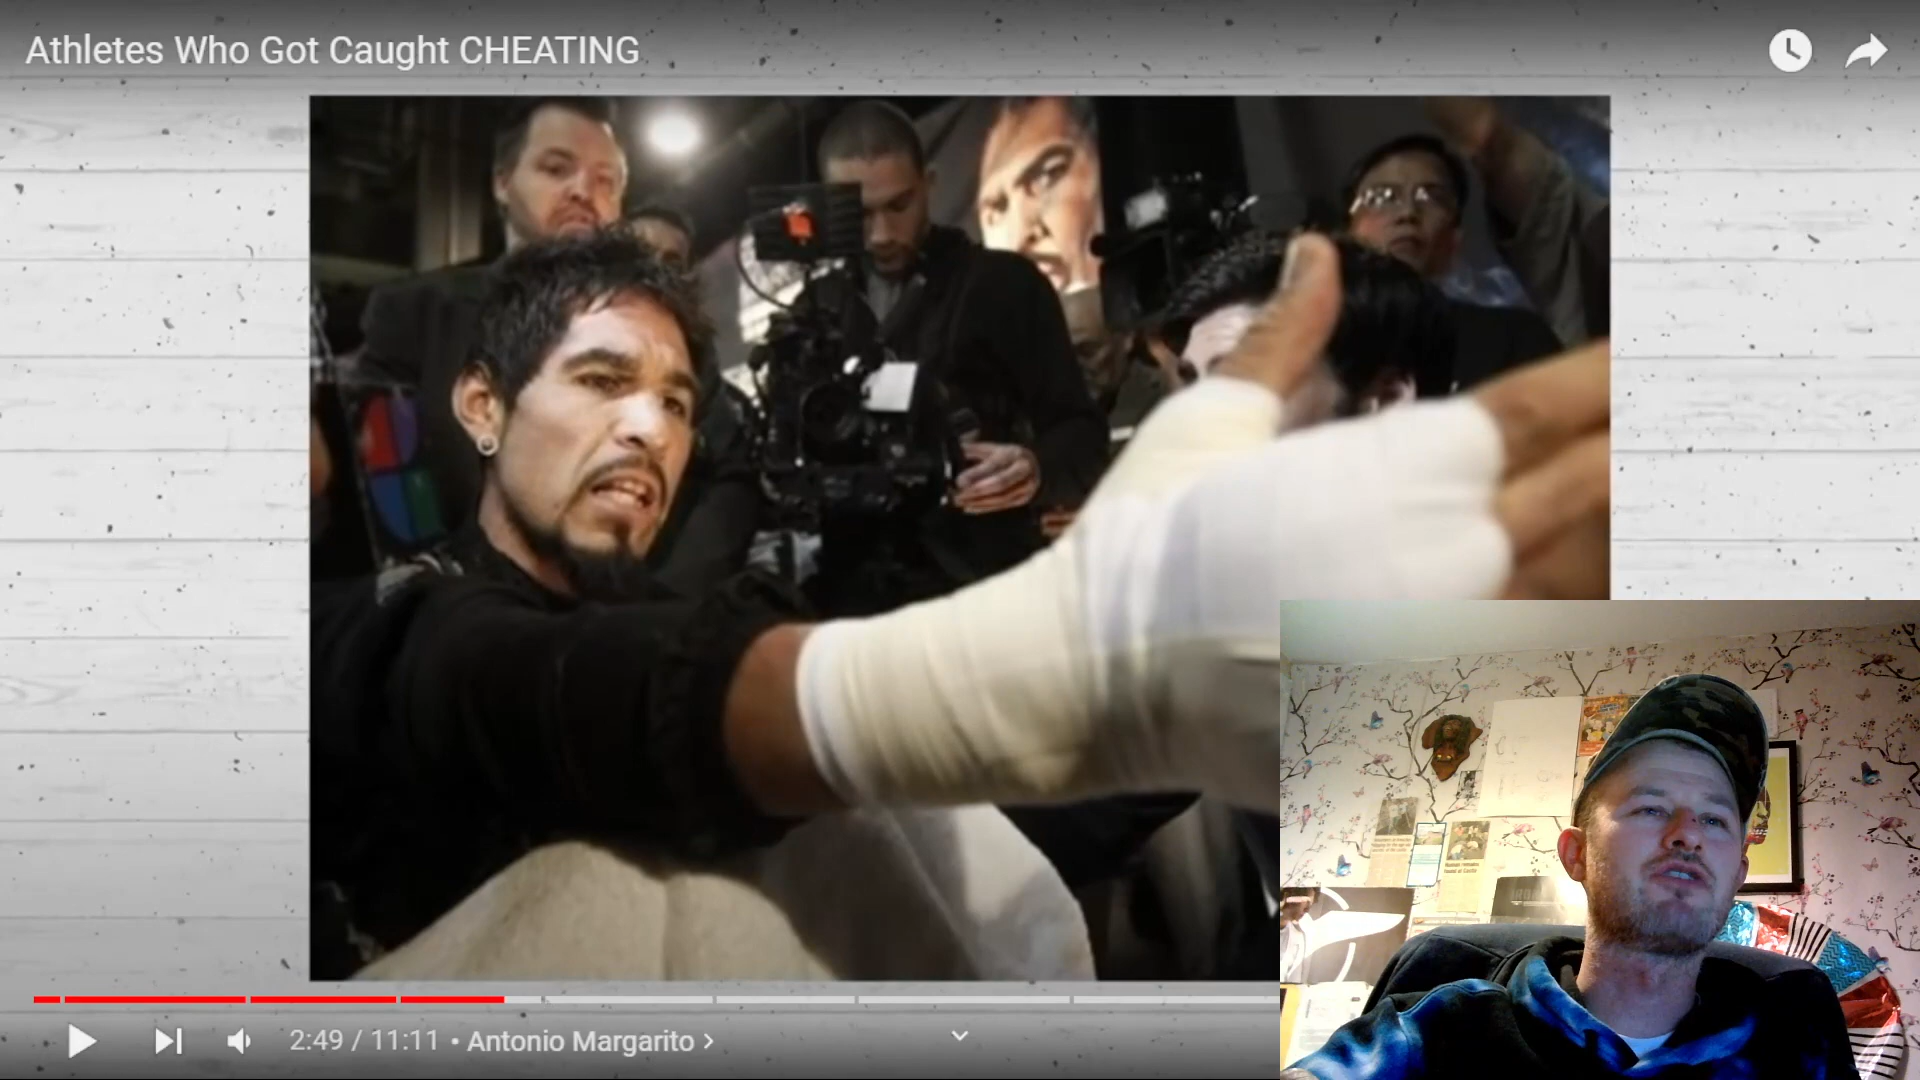 Athletes Who Got Caught CHEATING
2:49 / 11:11 • Antonio Margarito >